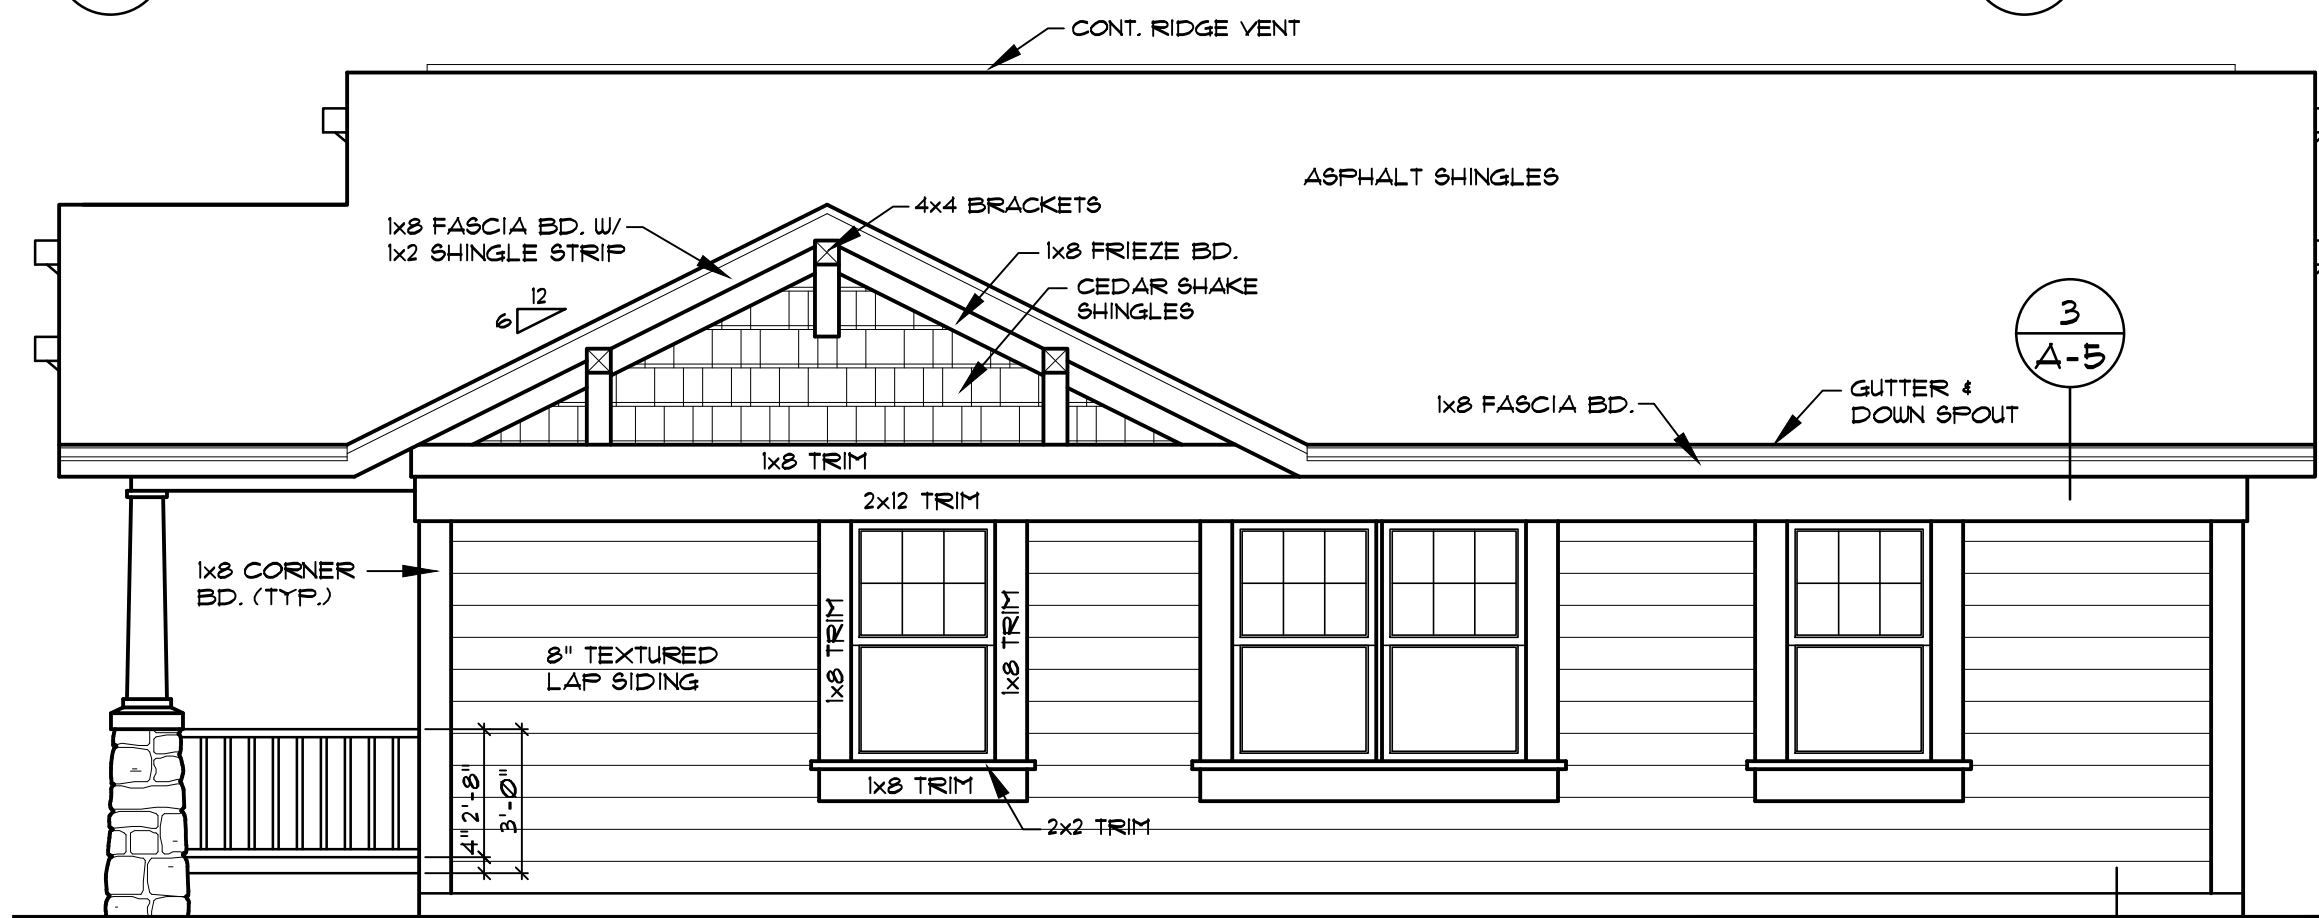 CONT. RIDGE VENT
ASPHALT SHINGLES
4x4 BRACKETS
1x8 FASCIA BD. W/
1x2 SHINGLE STRIP
1x8 FRIEZE BD.
CEDAR SHAKE
SHINGLES
12
6
3
A-5
GUTTER &
DOWN SPOUT
1x8 FASCIA BD.
1x8 TRIM
2x12 TRIM
1x8 CORNER
BD. (TYP.)
1x8 TRIM
1x8 TRIM
8" TEXTURED
LAP SIDING
2'-8"
4"
3'-0"
1x8 TRIM
2x2 TRIM